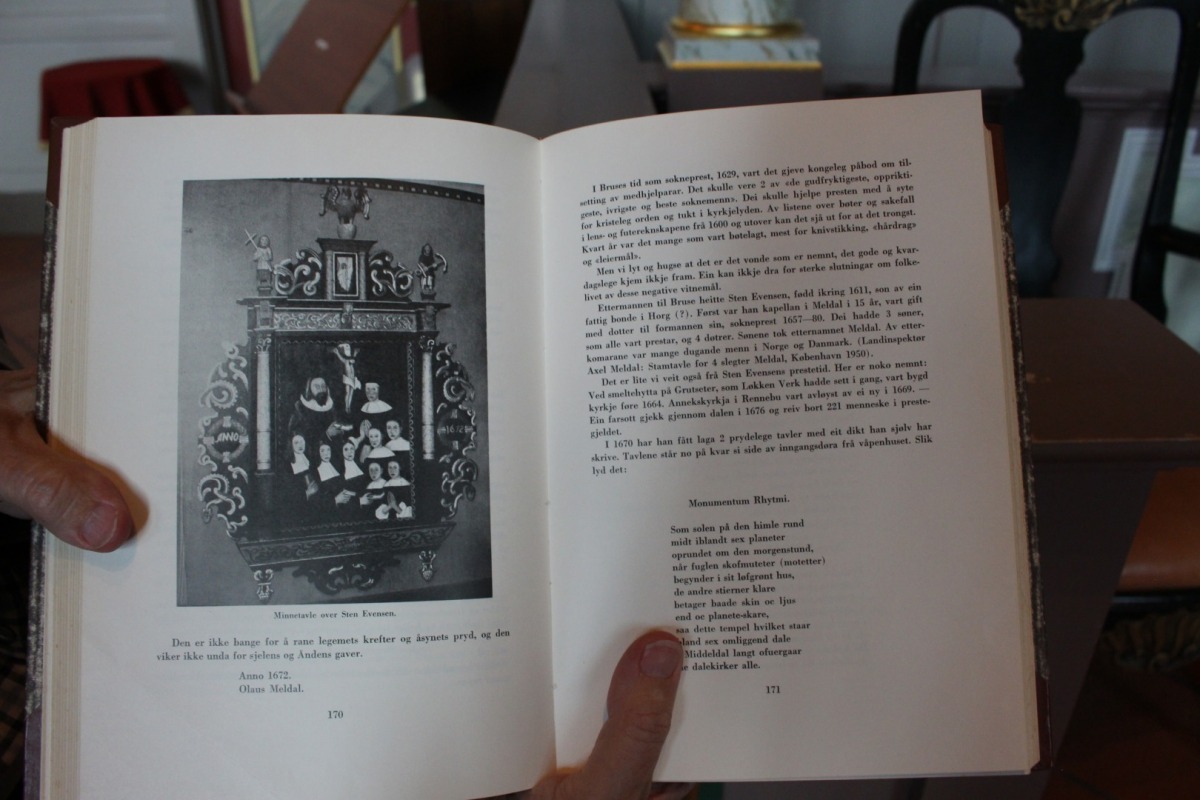 ANNO
Minnetavle over Sten Evensen.
Den er ikke bange for å rane legemets krefter og åsynets pryd, og den
viker ikke unda for sjelens og Åndens gaver.
Anno 1672.
Olaus Meldal.
170
I Bruses tid som sokneprest, 1629, vart det gjeve kongeleg påbod om til-
setting av medhjelparar. Det skulle vere 2 av «de gudfryktigeste, opprikti-
geste, ivrigste og beste soknemenn». Dei skulle hjelpe presten med å syte
for kristeleg orden og tukt i kyrkjelyden. Av listene over bøter og sakefall
i lens- og futereknskapene frå 1600 og utover kan det sjå ut for at det trongst.
Kvart år var det mange som vart bøtelagt, mest for knivstikking, «hårdrag»
og «leiermål».
Men vi lyt og hugse at det er det vonde som er nemnt, det gode og kvar-
dagslege kjem ikkje fram. Ein kan ikkje dra for sterke slutningar om folke-
livet av desse negative vitnemål.
Ettermannen til Bruse heitte Sten Evensen, fødd ikring 1611, son av ein
fattig bonde i Horg (?). Først var han kapellan i Meldal i 15 år, vart gift
med dotter til formannen sin, sokneprest 1657—80. Dei hadde 3 søner,
som alle vart prestar, og 4 døtrer. Sønene tok etternamnet Meldal. Av etter-
komarane var mange dugande menn i Norge og Danmark. (Landinspektør
Axel Meldal: Stamtavle for 4 slegter Meldal, København 1950).
Det er lite vi veit også frå Sten Evensens prestetid. Her er noko nemnt:
Ved smeltehytta på Grutseter, som Løkken Verk hadde sett i gang, vart bygd
kyrkje føre 1664. Annekskyrkja i Rennebu vart avløyst av ei ny i 1669. —
Ein farsott gjekk gjennom dalen i 1676 og reiv bort 221 menneske i preste-
gjeldet.
I 1670 har han fått laga 2 prydelege tavler med eit dikt han sjølv har
skrive. Tavlene står no på kvar si side av inngangsdøra frå våpenhuset. Slik
lyd det:
Monumentum Rhytmi.
Som solen på den himle rund
midt iblandt sex planeter
oprundet om den morgenstund,
når fuglen skofmuteter (motetter)
begynder i sit løfgrønt hus,
de andre stierner klare
betager baade skin oc ljus
end oc planete-skare,
saa dette tempel hvilket staar
sex omliggend dale
Middeldal langt ofuergaar
dalekirker alle.
171